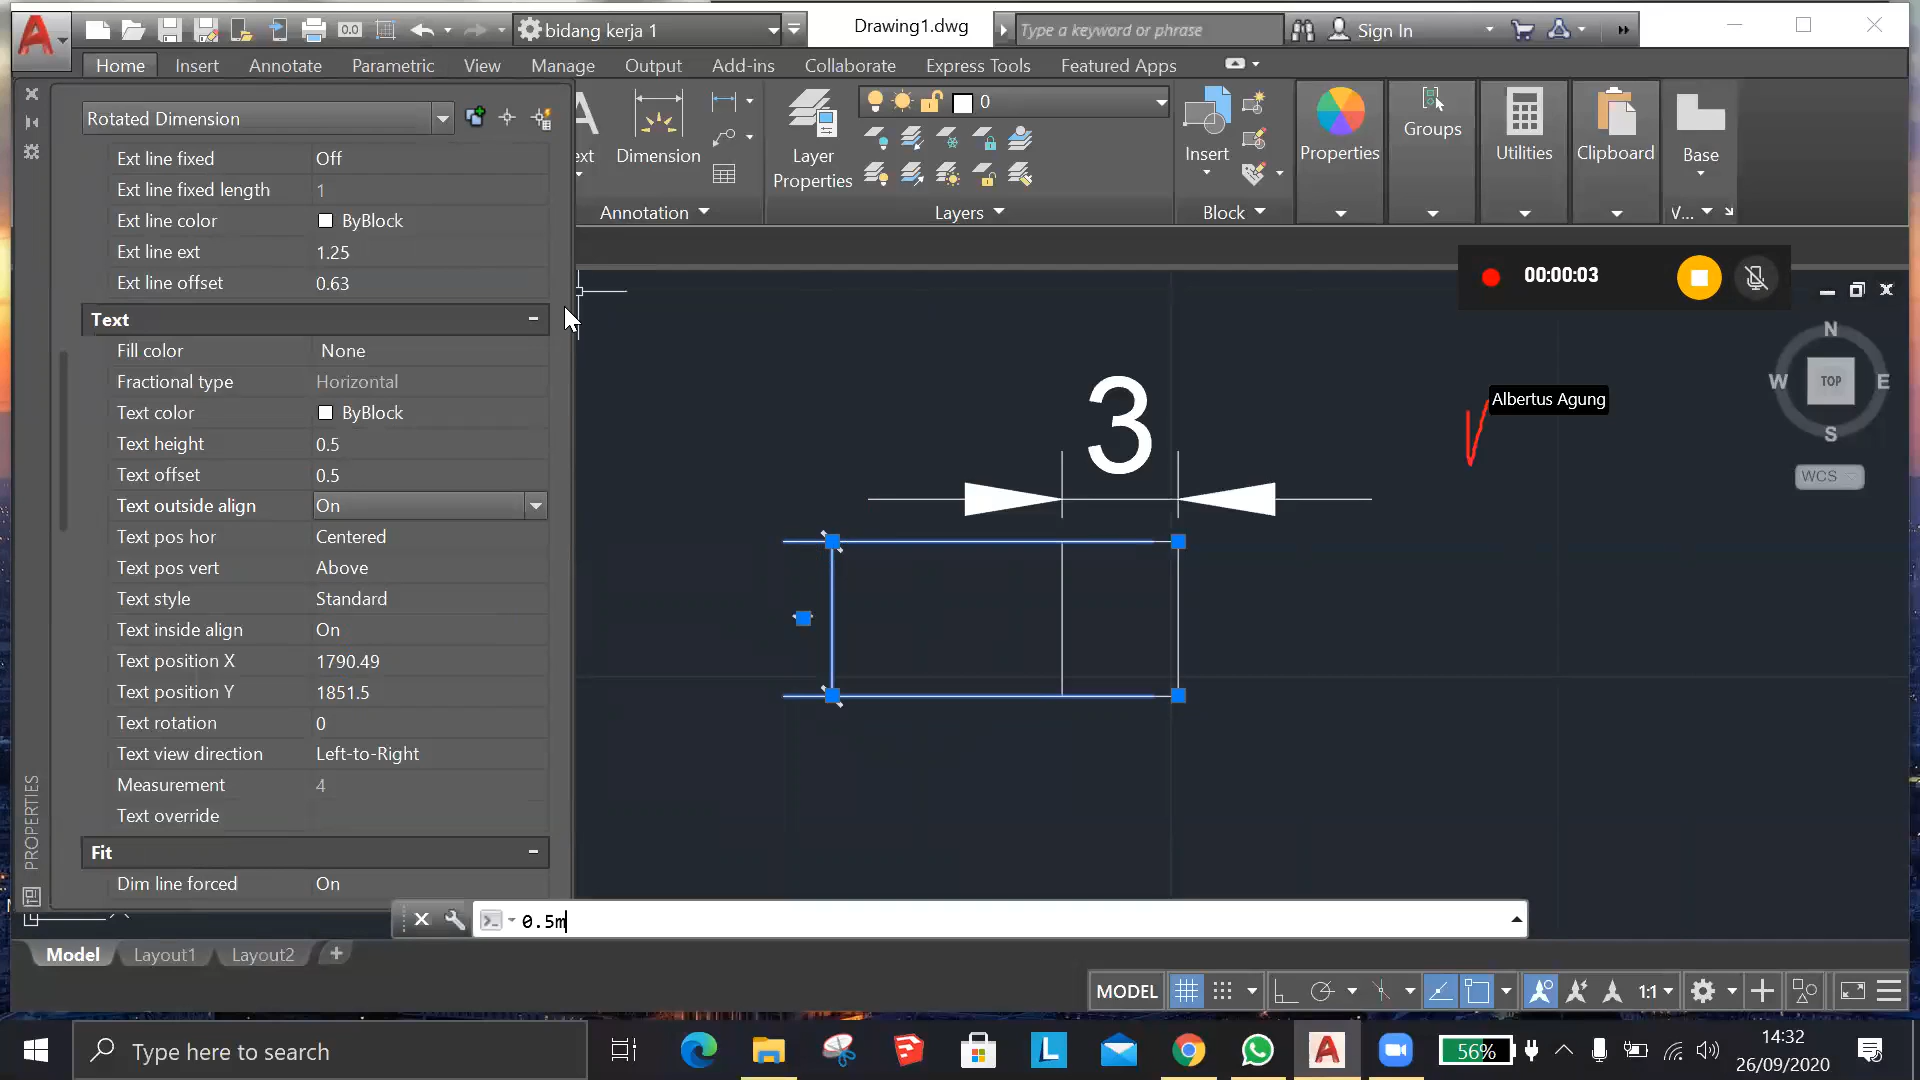 bidang kerja 1
Drawing1.dwg
Type a keyword or phrase
Sign In
Home
Insert
Annotate
Parametric
View
Manage
Output
Add-ins
Collaborate
Express Tools
Featured Apps
Rotated Dimension
Dimension
Annotation
Layer
Properties
0
Layers
Insert
Block
Properties
Groups
Utilities
Clipboard
Base
V...
Ext line fixed Off
Ext line fixed length 1
Ext line color ByBlock
Ext line ext 1.25
Ext line offset 0.63
Text
Fill color None
Fractional type Horizontal
Text color ByBlock
Text height 0.5
Text offset 0.5
Text outside align On
Text pos hor Centered
Text pos vert Above
Text style Standard
Text inside align On
Text position X 1790.49
Text position Y 1851.5
Text rotation 0
Text view direction Left-to-Right
Measurement 4
Text override
Fit
Dim line forced On
PROPERTIES
00:00:03
3
Albertus Agung
N
W
TOP
E
S
WCS
0.5m
Model
Layout1
Layout2
MODEL
1:1
Type here to search
56%
14:32
26/09/2020